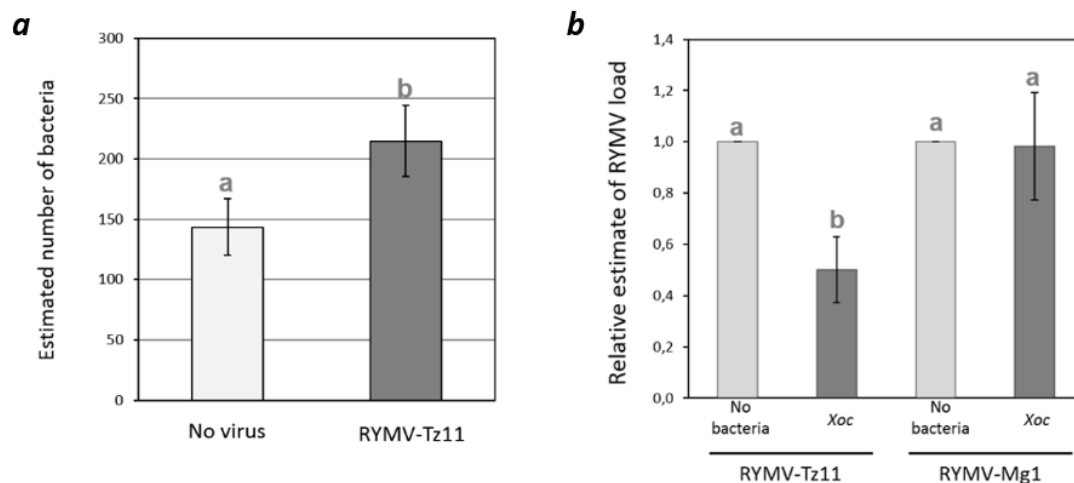 a
Estimated number of bacteria
300
250
200
150
100
50
0
a
b
No virus
RYMV-Tz11
b
Relative estimate of RYMV load
1,4
1,2
1,0
0,8
0,6
0,4
0,2
0,0
a
b
a
a
No
bacteria
Xoc
No
bacteria
Xoc
RYMV-Tz11
RYMV-Mg1